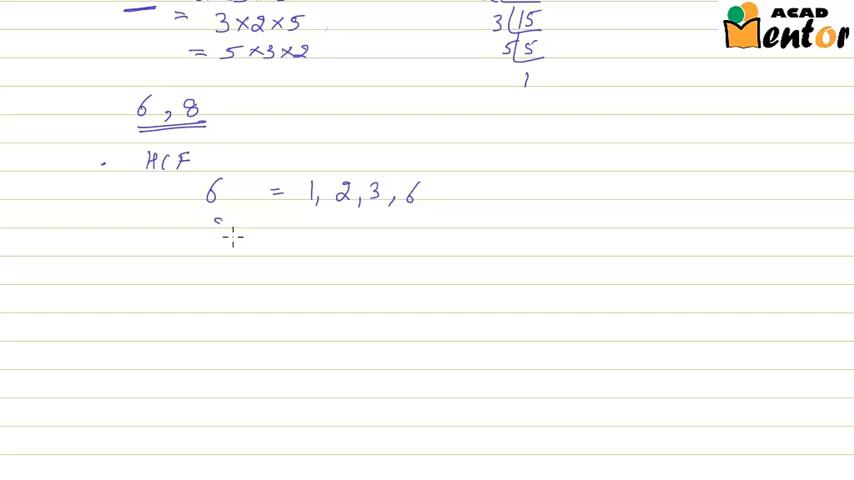 = 3×2×5
= 5×3×2
3 15
5 5
1
6, 8
. HCF
6 = 1, 2, 3, 6
ACAD
Mentor